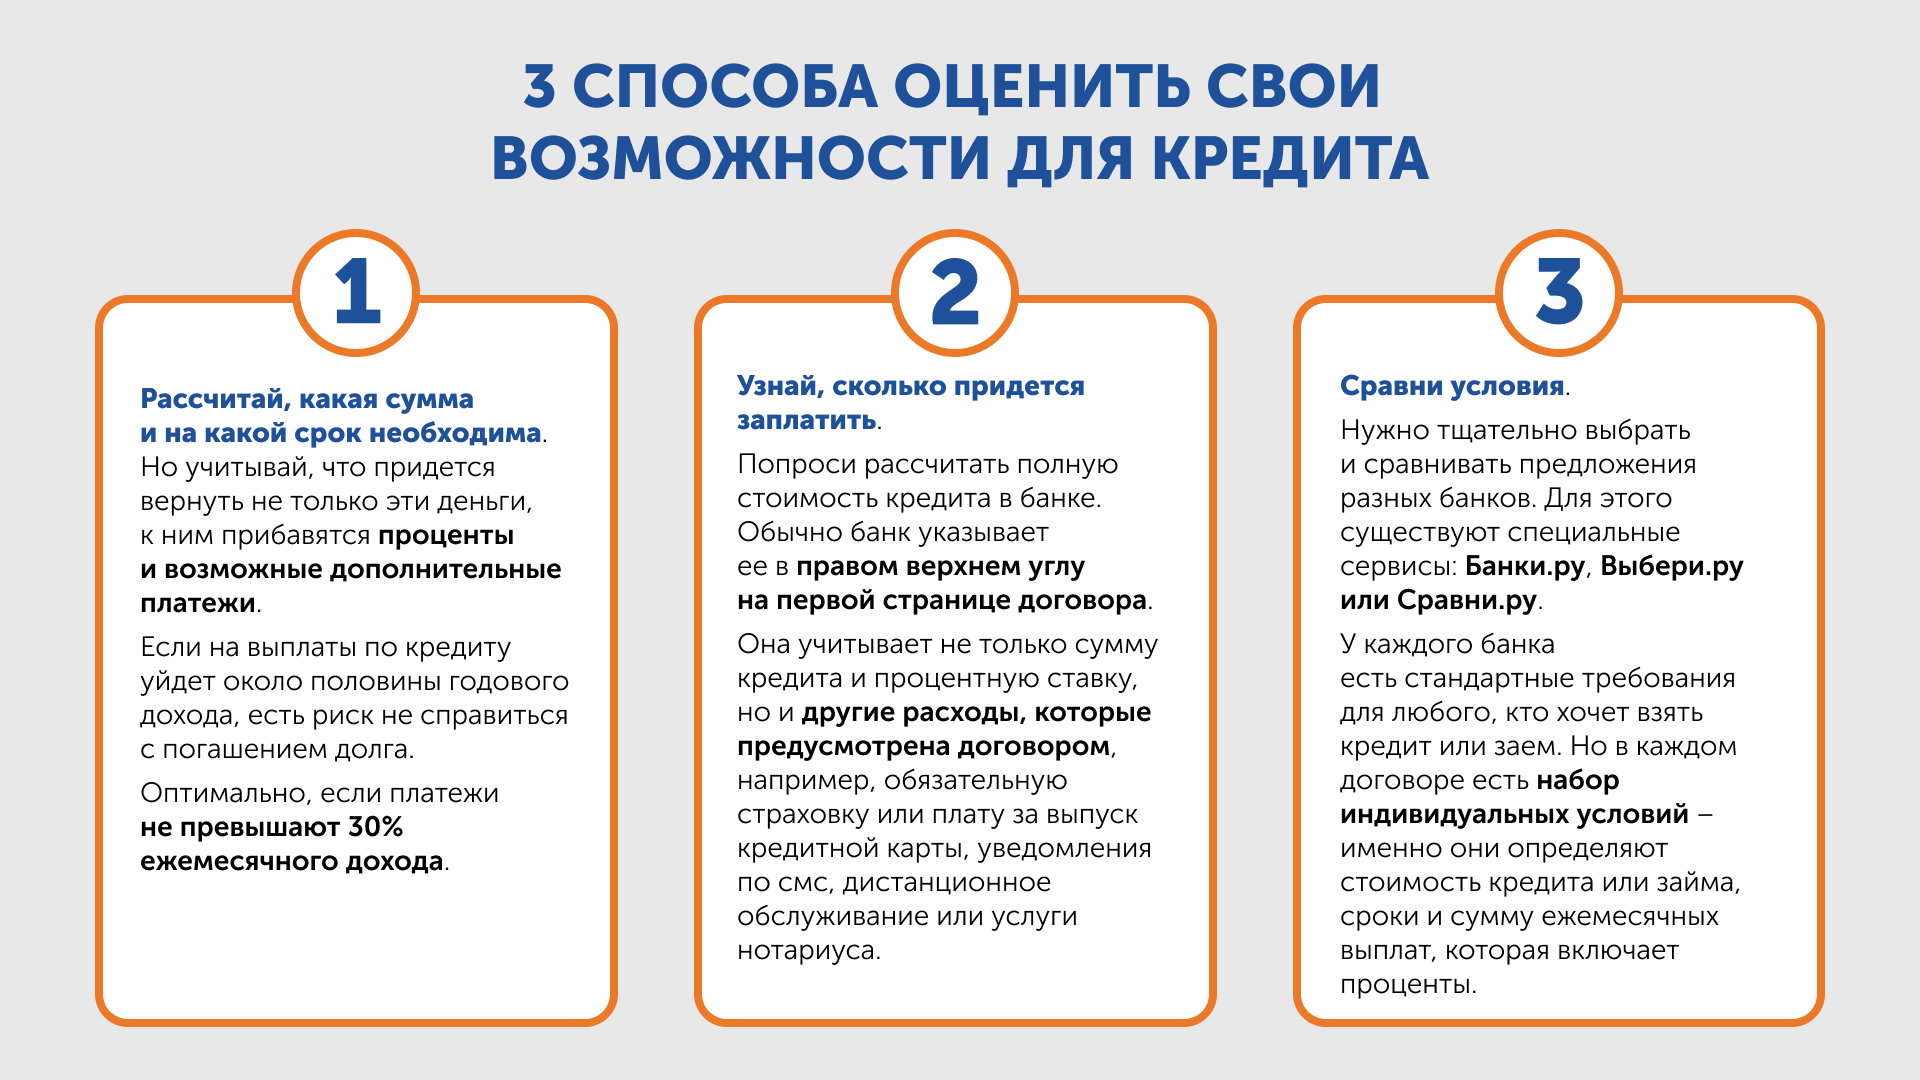 3 СПОСОБА ОЦЕНИТЬ СВОИ
ВОЗМОЖНОСТИ ДЛЯ КРЕДИТА
1
Рассчитай, какая сумма
и на какой срок необходима.
Но учитывай, что придется
вернуть не только эти деньги,
к ним прибавятся проценты
и возможные дополнительные
платежи.
Если на выплаты по кредиту
уйдет около половины годового
дохода, есть риск не справиться
с погашением долга.
Оптимально, если платежи
не превышают 30%
ежемесячного дохода.
2
Узнай, сколько придется
заплатить.
Попроси рассчитать полную
стоимость кредита в банке.
Обычно банк указывает
ее в правом верхнем углу
на первой странице договора.
Она учитывает не только сумму
кредита и процентную ставку,
но и другие расходы, которые
предусмотрена договором,
например, обязательную
страховку или плату за выпуск
кредитной карты, уведомления
по смс, дистанционное
обслуживание или услуги
нотариуса.
3
Сравни условия.
Нужно тщательно выбрать
и сравнивать предложения
разных банков. Для этого
существуют специальные
сервисы: Банки.ру, Выбери.ру
или Сравни.ру.
У каждого банка
есть стандартные требования
для любого, кто хочет взять
кредит или заем. Но в каждом
договоре есть набор
индивидуальных условий –
именно они определяют
стоимость кредита или займа,
сроки и сумму ежемесячных
выплат, которая включает
проценты.